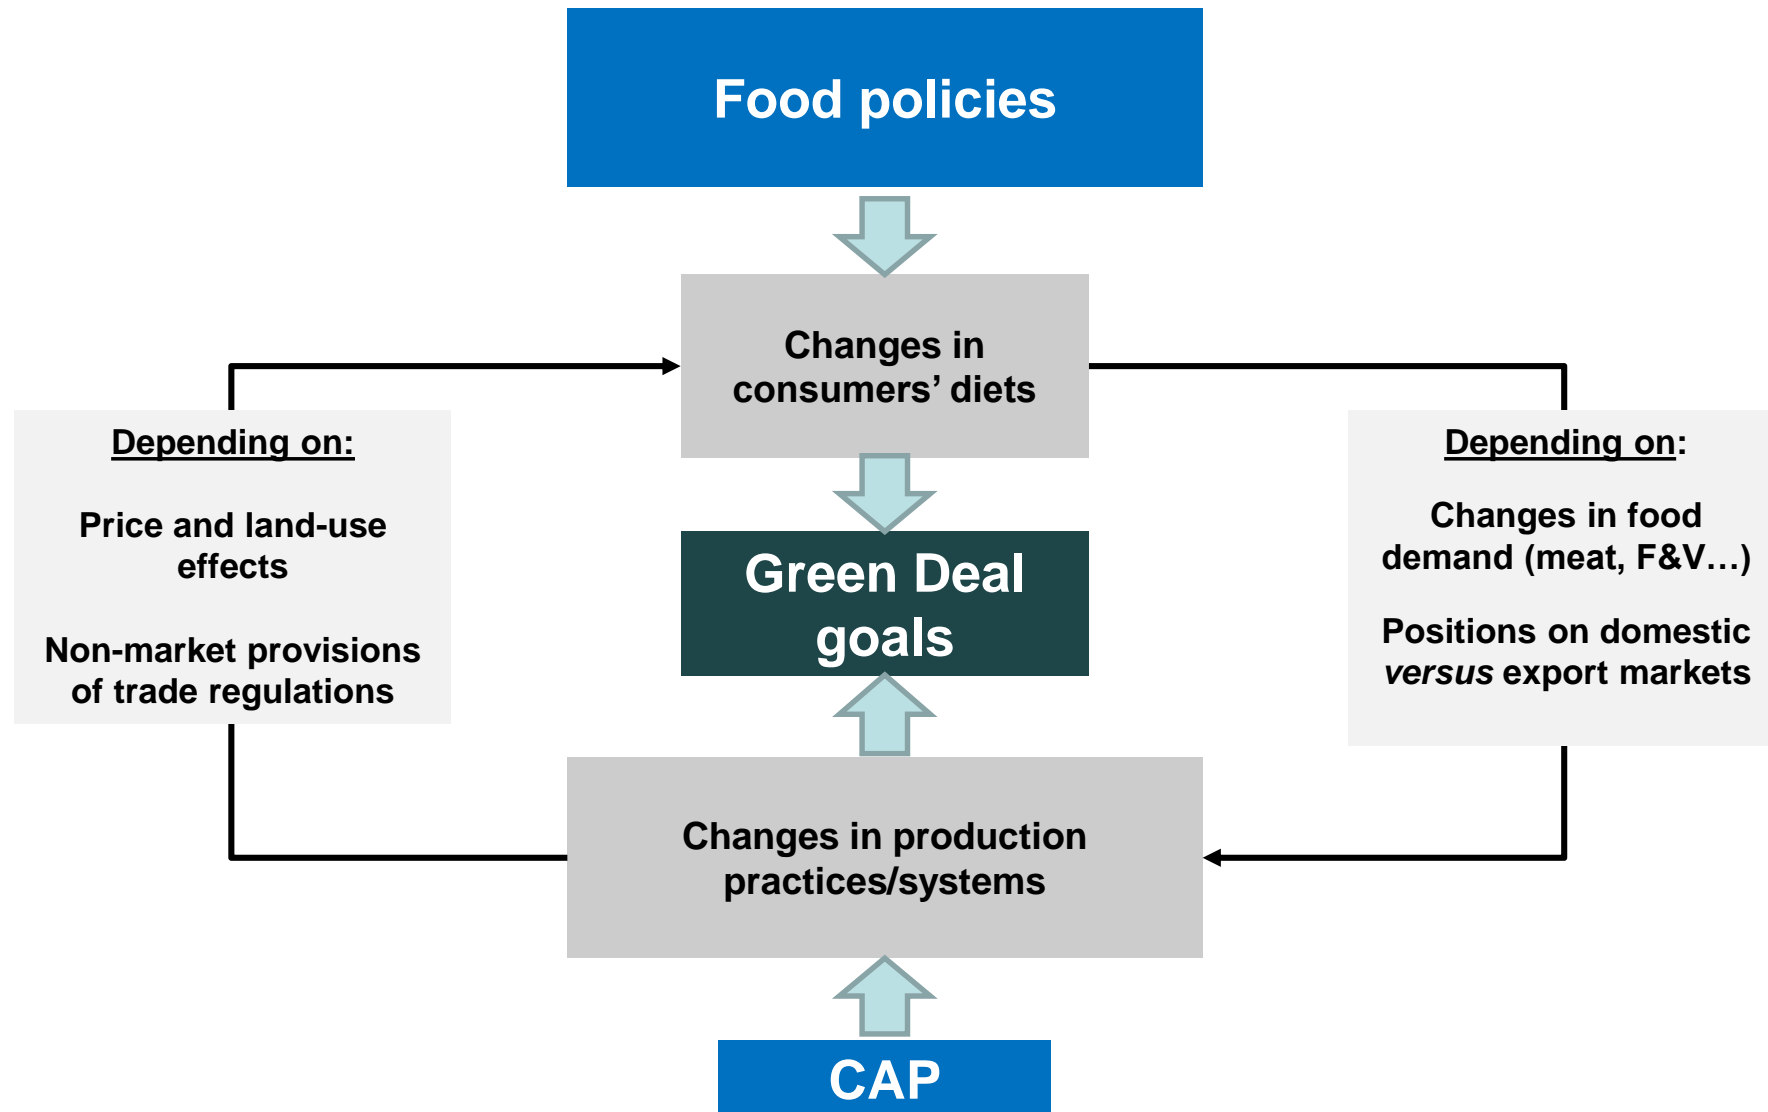 Food policies
Changes in
consumers’ diets
Depending on:
Price and land-use
effects
Non-market provisions
of trade regulations
Depending on:
Changes in food
demand (meat, F&V…)
Positions on domestic
versus export markets
Green Deal
goals
Changes in production
practices/systems
CAP